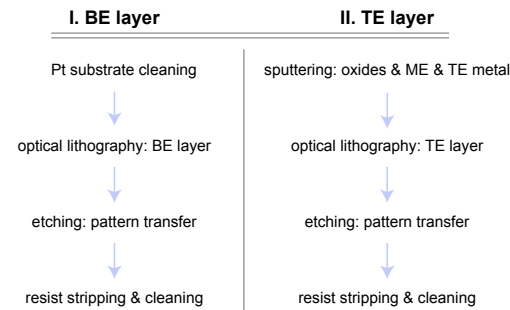 I. BE layer
Pt substrate cleaning
optical lithography: BE layer
etching: pattern transfer
resist stripping & cleaning
II. TE layer
sputtering: oxides & ME & TE metal
optical lithography: TE layer
etching: pattern transfer
resist stripping & cleaning